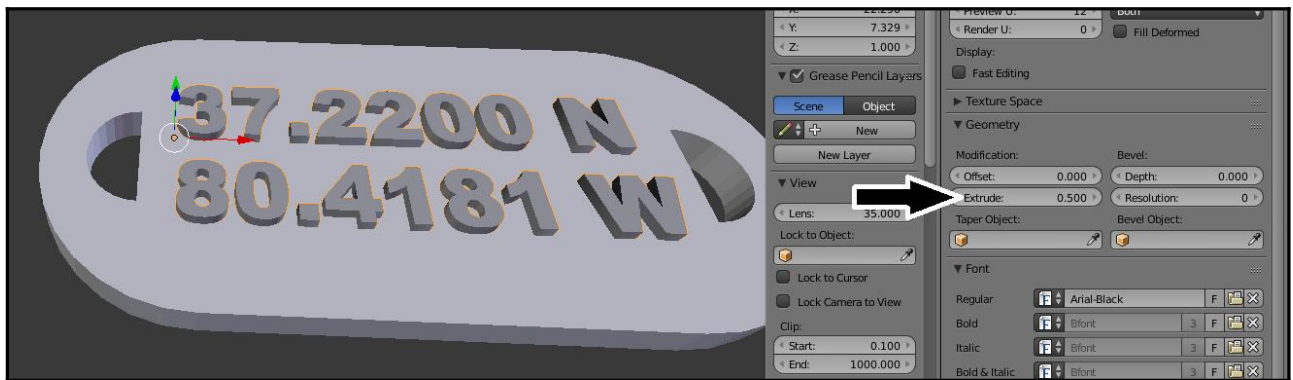 37.2200 N
80.4181 W
Y: 7.329
Z: 1.000
Grease Pencil Layers
Scene Object
New
New Layer
View
Lens: 35.000
Lock to Object:
Lock to Cursor
Lock Camera to View
Clip:
Start: 0.100
End: 1000.000
Preview U: 12 Both
Render U: 0 Fill Deformed
Display:
Fast Editing
Texture Space
Geometry
Modification: Bevel:
Offset: 0.000 Depth: 0.000
Extrude: 0.500 Resolution: 0
Taper Object: Bevel Object:
Font
Regular F Arial-Black F
Bold F Bfont 3 F
Italic F Bfont 3 F
Bold & Italic F Bfont 3 F